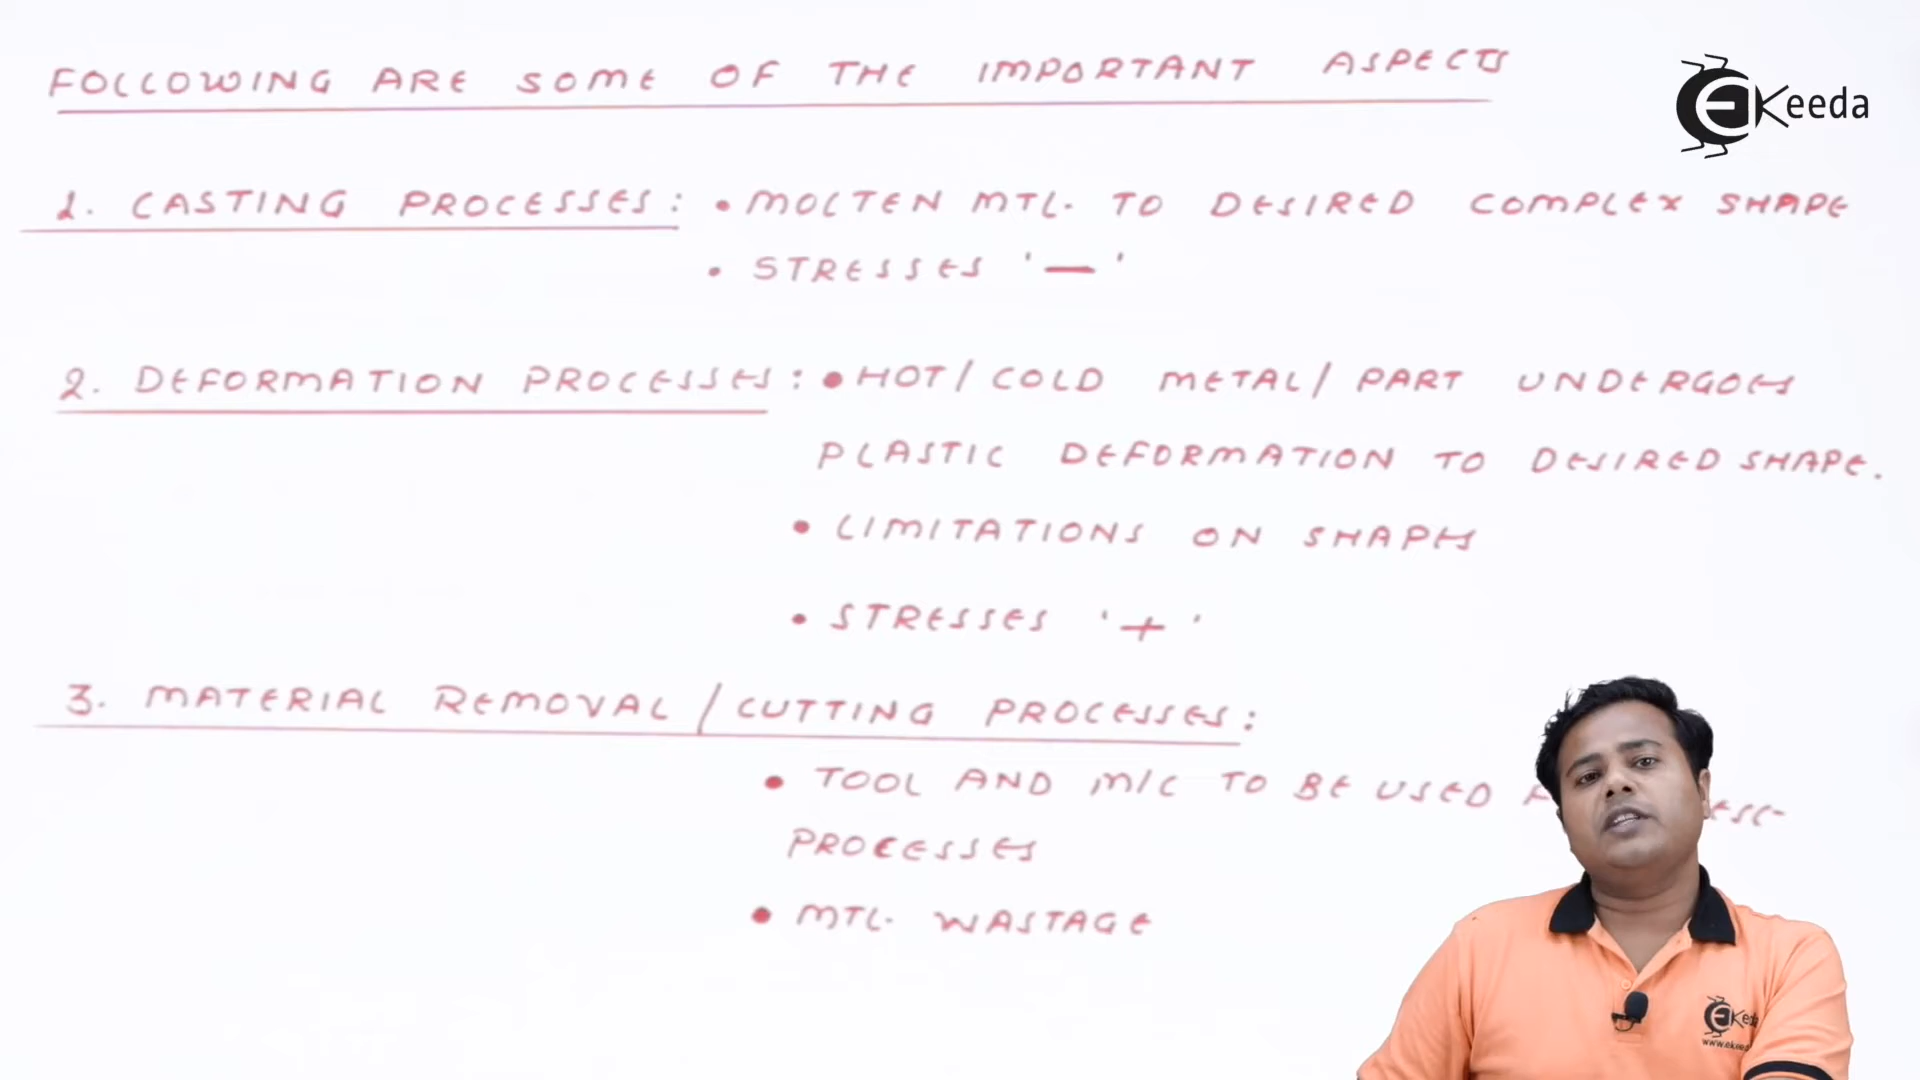 FOLLOWING ARE SOME OF THE IMPORTANT ASPECTS
EKeeda
1. CASTING PROCESSES: • MOLTEN MTL. TO DESIRED COMPLEX SHAPE
• STRESSES '—'
2. DEFORMATION PROCESSES: • HOT/COLD METAL/PART UNDERGOES
PLASTIC DEFORMATION TO DESIRED SHAPE.
• LIMITATIONS ON SHAPES
• STRESSES '+'
3. MATERIAL REMOVAL/CUTTING PROCESSES:
• TOOL AND M/C TO BE USED
PROCESSES
• MTL. WASTAGE